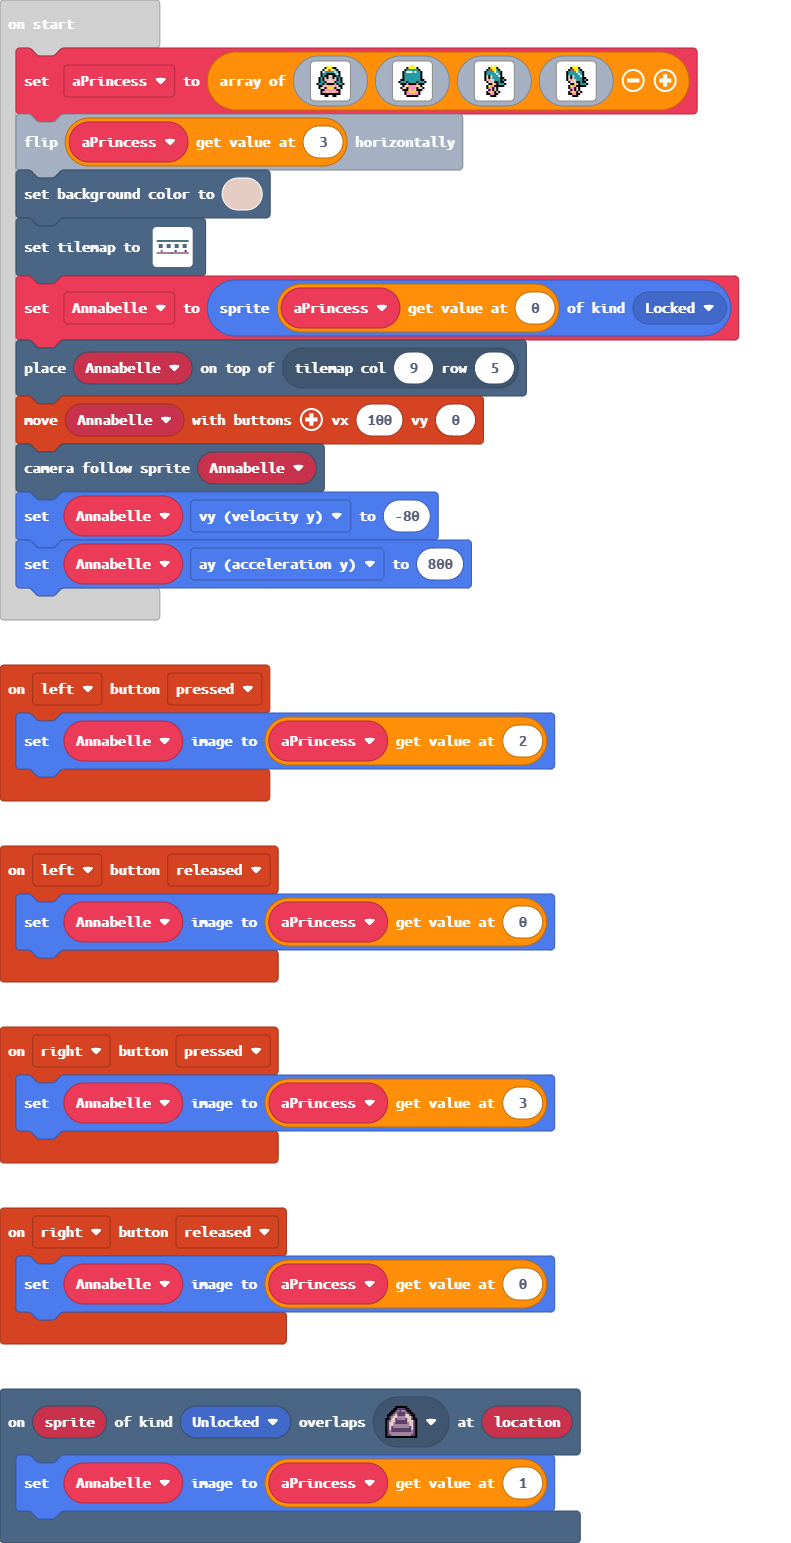 on start
set aPrincess to array of
flip aPrincess get value at 3 horizontally
set background color to
set tilemap to
set Annabelle to sprite aPrincess get value at 0 of kind Locked
place Annabelle on top of tilemap col 9 row 5
move Annabelle with buttons vx 100 vy 0
camera follow sprite Annabelle
set Annabelle vy (velocity y) to -80
set Annabelle ay (acceleration y) to 800
on left button pressed
set Annabelle image to aPrincess get value at 2
on left button released
set Annabelle image to aPrincess get value at 0
on right button pressed
set Annabelle image to aPrincess get value at 3
on right button released
set Annabelle image to aPrincess get value at 0
on sprite of kind Unlocked overlaps at location
set Annabelle image to aPrincess get value at 1